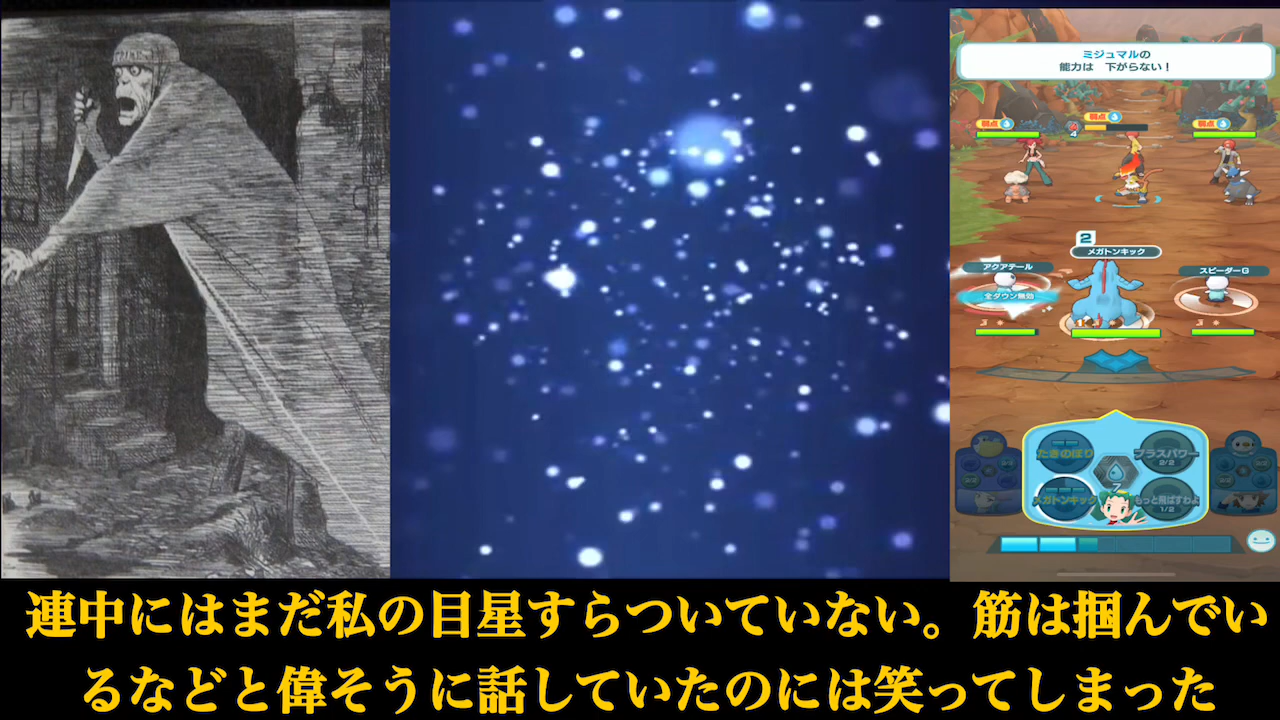 ミジュマルの
能力は 下がらない！
弱点
弱点
弱点
4
2
メガトンキック
アクアテール
スピーダーG
全ダウン無効
たきのぼり
プラスパワー
2/2
7
メガトンキック
もっと飛ばすわよ
1/2
連中にはまだ私の目星すらついていない。筋は掴んでい
るなどと偉そうに話していたのには笑ってしまった